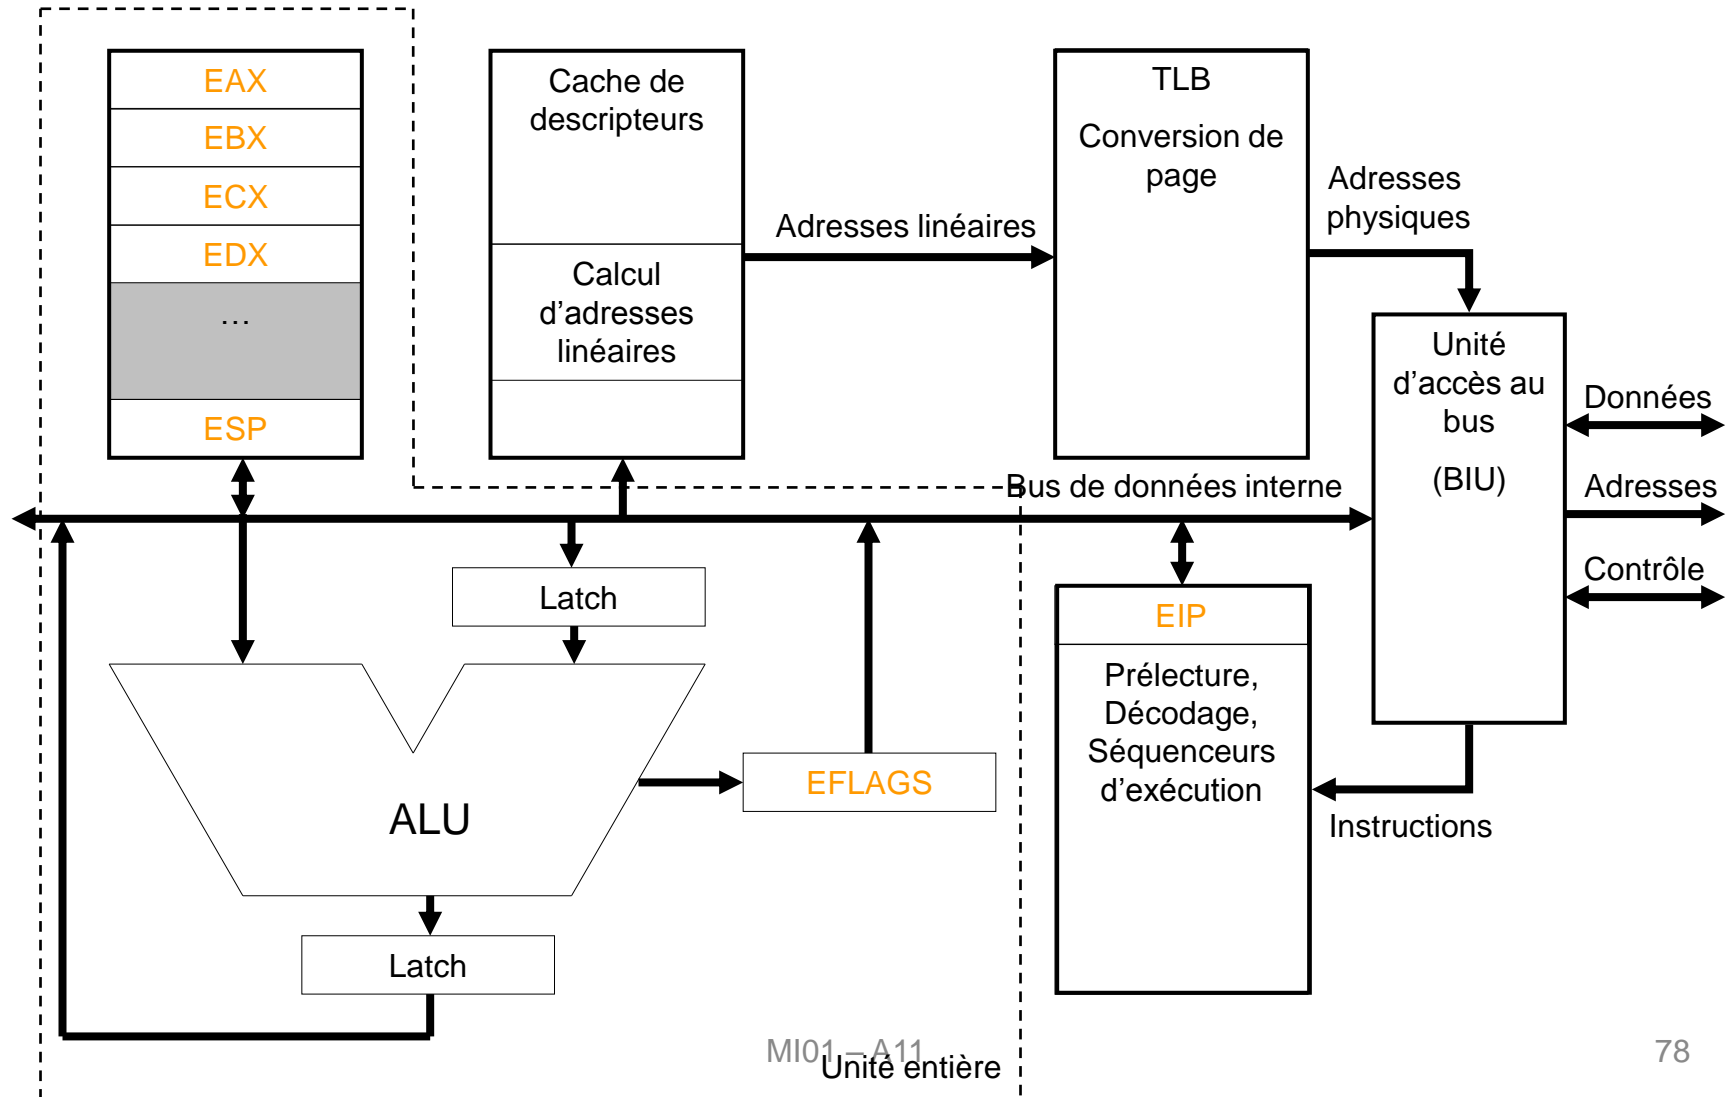 EAX
EBX
ECX
EDX
…
ESP
Cache de
descripteurs
Calcul
d’adresses
linéaires
Adresses linéaires
TLB
Conversion de
page
Adresses
physiques
Unité
d’accès au
bus
(BIU)
Données
Adresses
Contrôle
Bus de données interne
Latch
EIP
Prélecture,
Décodage,
Séquenceurs
d’exécution
Instructions
EFLAGS
ALU
Latch
MI01 – A11
Unité entière
78